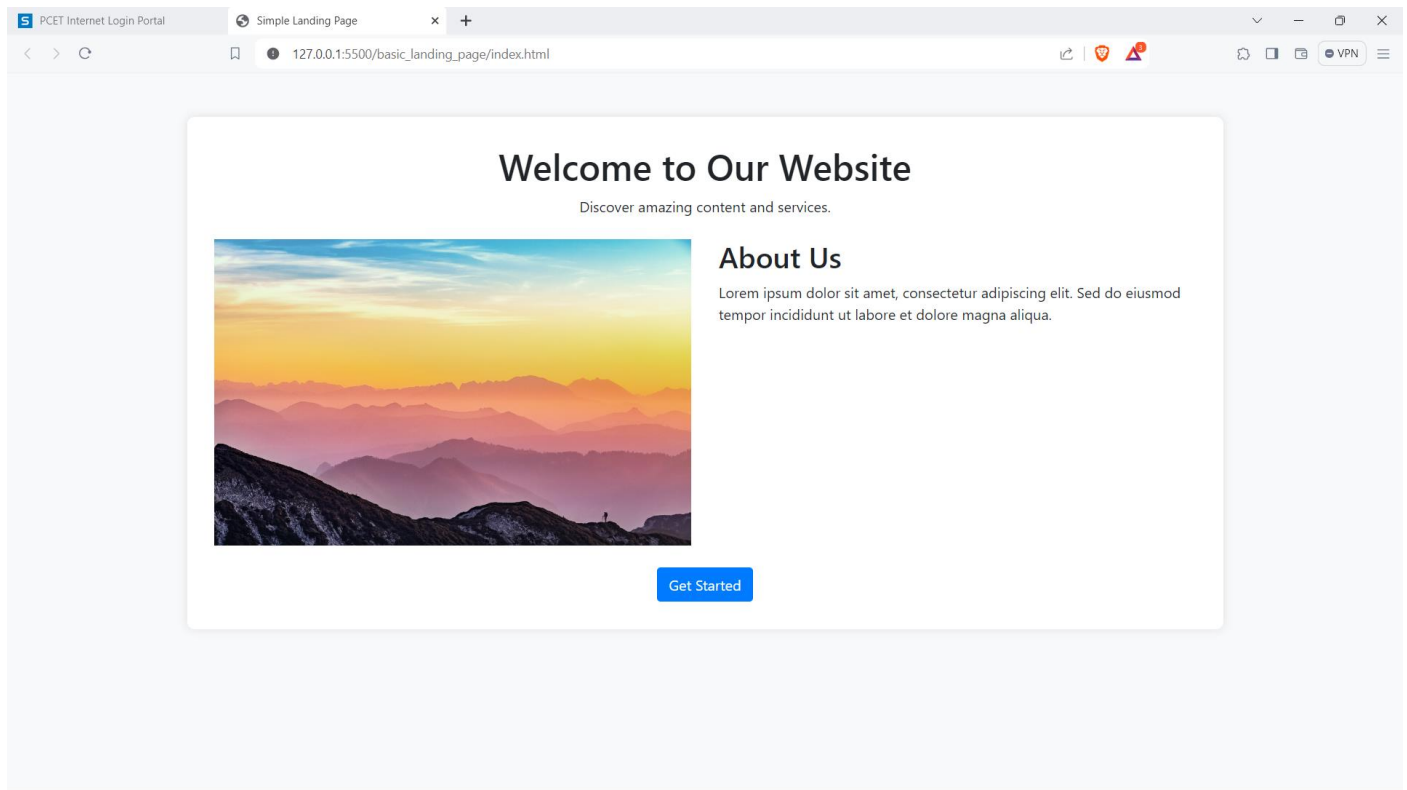 PCET Internet Login Portal
Simple Landing Page
127.0.0.1:5500/basic_landing_page/index.html
3
VPN
Welcome to Our Website
Discover amazing content and services.
About Us
Lorem ipsum dolor sit amet, consectetur adipiscing elit. Sed do eiusmod
tempor incididunt ut labore et dolore magna aliqua.
Get Started